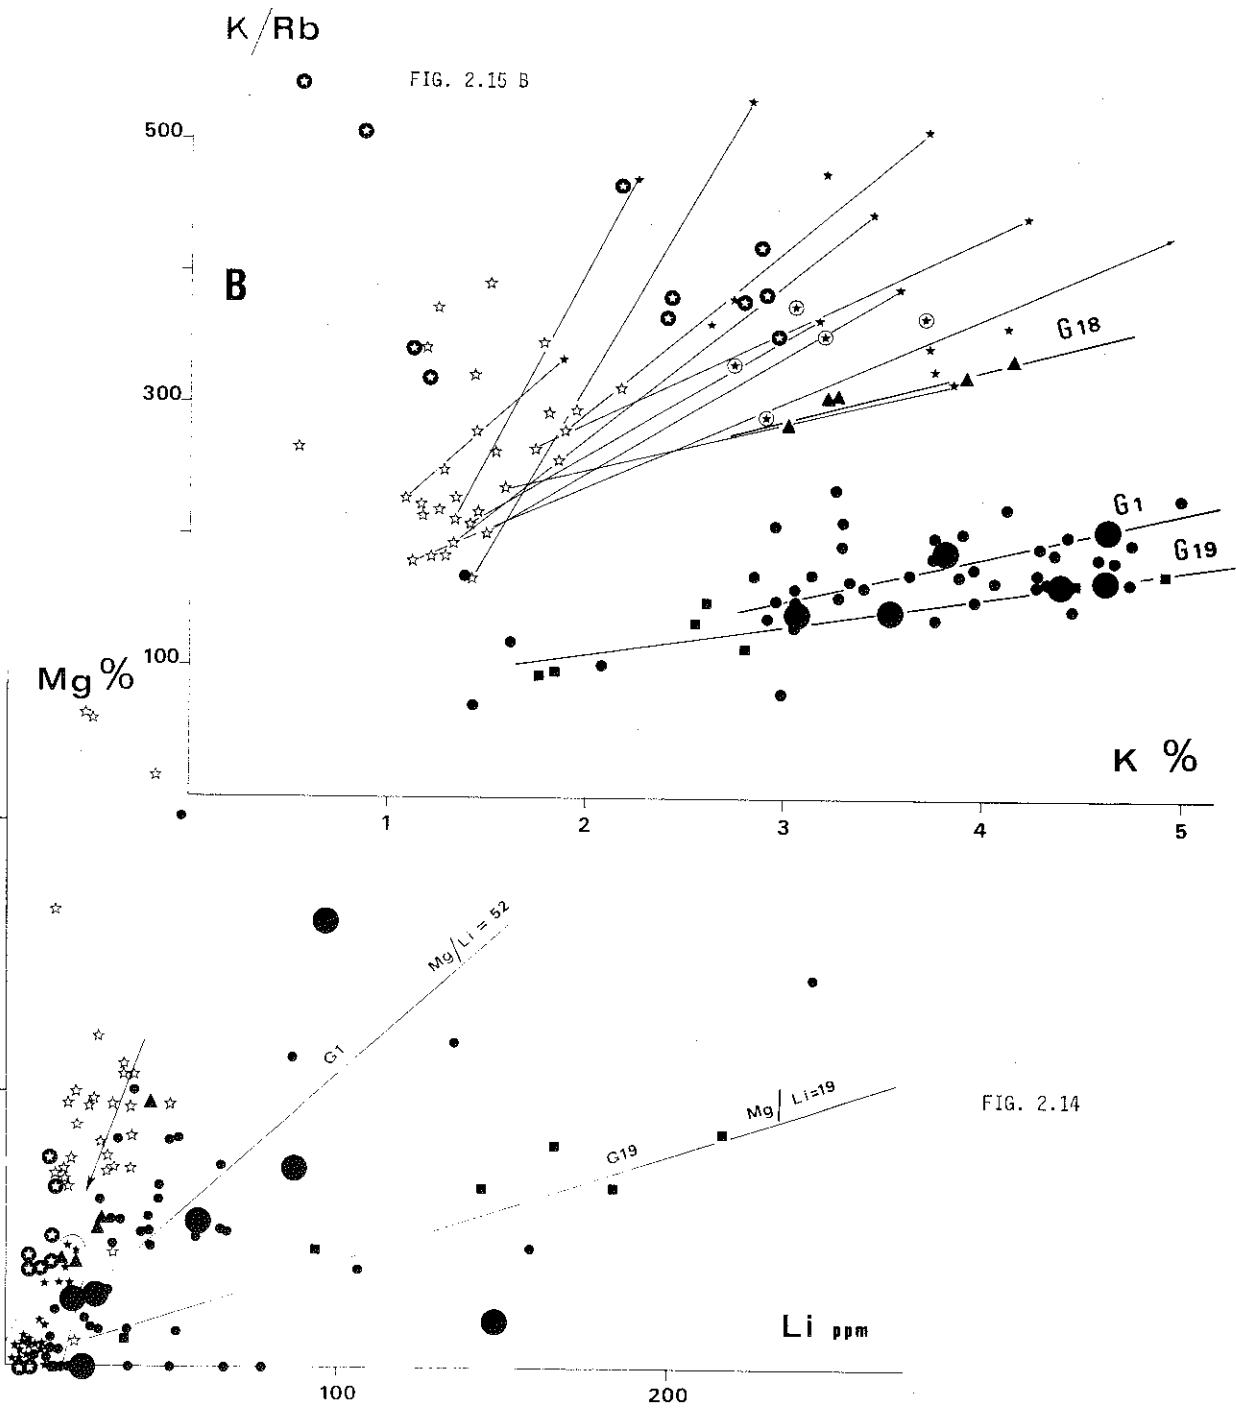 K/Rb
FIG. 2.15 B
500
B
G18
300
G1
G19
100
Mg %
K %
1
2
3
4
5
Mg/Li = 52
G1
Mg/Li=19
FIG. 2.14
G19
Li ppm
100
200